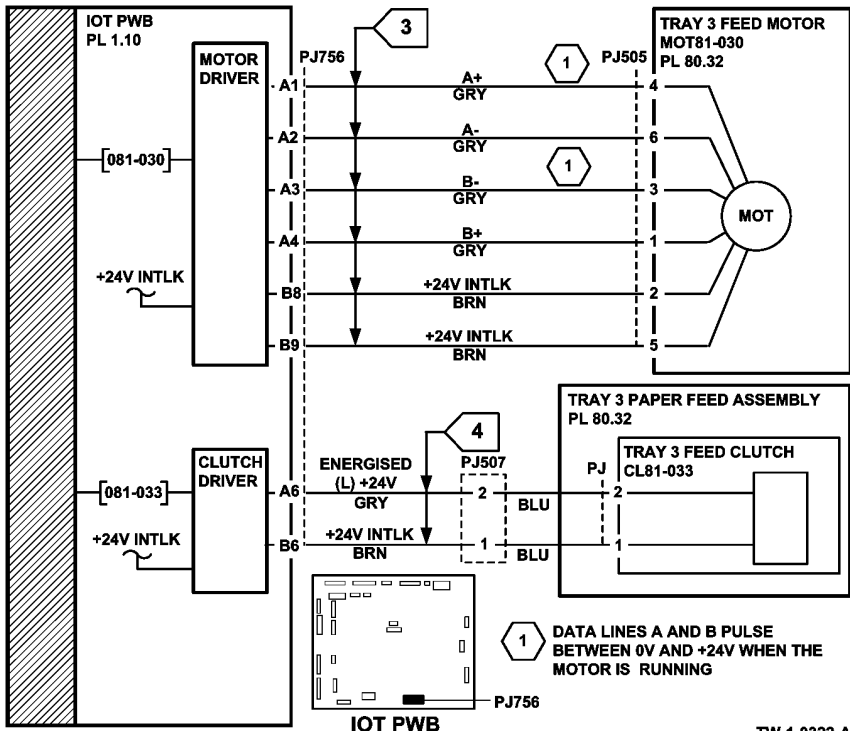 IOT PWB
PL 1.10
MOTOR
DRIVER
PJ756
3
1
PJ505
TRAY 3 FEED MOTOR
MOT81-030
PL 80.32
A1
A+
GRY
4
A2
A-
GRY
6
[081-030]
1
A3
B-
GRY
3
MOT
A4
B+
GRY
1
+24V INTLK
B8
+24V INTLK
BRN
2
B9
+24V INTLK
BRN
5
TRAY 3 PAPER FEED ASSEMBLY
PL 80.32
4
CLUTCH
DRIVER
ENERGISED
(L) +24V
GRY
PJ507
PJ
TRAY 3 FEED CLUTCH
CL81-033
[081-033]
A6
2
BLU
2
+24V INTLK
B6
+24V INTLK
BRN
1
BLU
1
1
DATA LINES A AND B PULSE
BETWEEN 0V AND +24V WHEN THE
MOTOR IS RUNNING
PJ756
IOT PWB